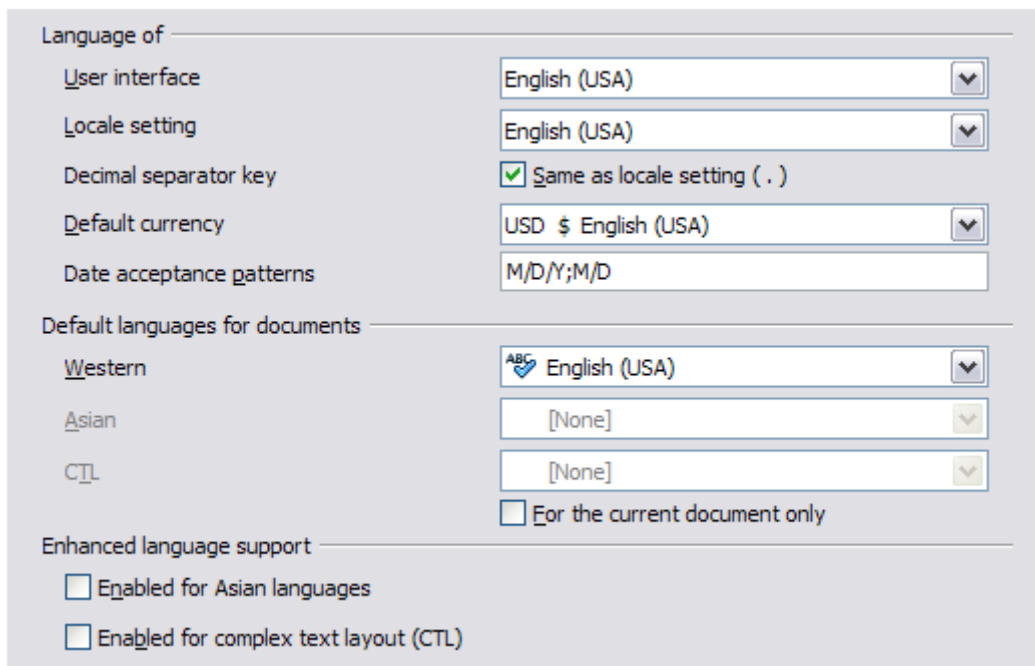 Language of
User interface English (USA)
Locale setting English (USA)
Decimal separator key Same as locale setting ( . )
Default currency USD $ English (USA)
Date acceptance patterns M/D/Y;M/D
Default languages for documents
Western ABC English (USA)
Asian [None]
CTL [None]
For the current document only
Enhanced language support
Enabled for Asian languages
Enabled for complex text layout (CTL)